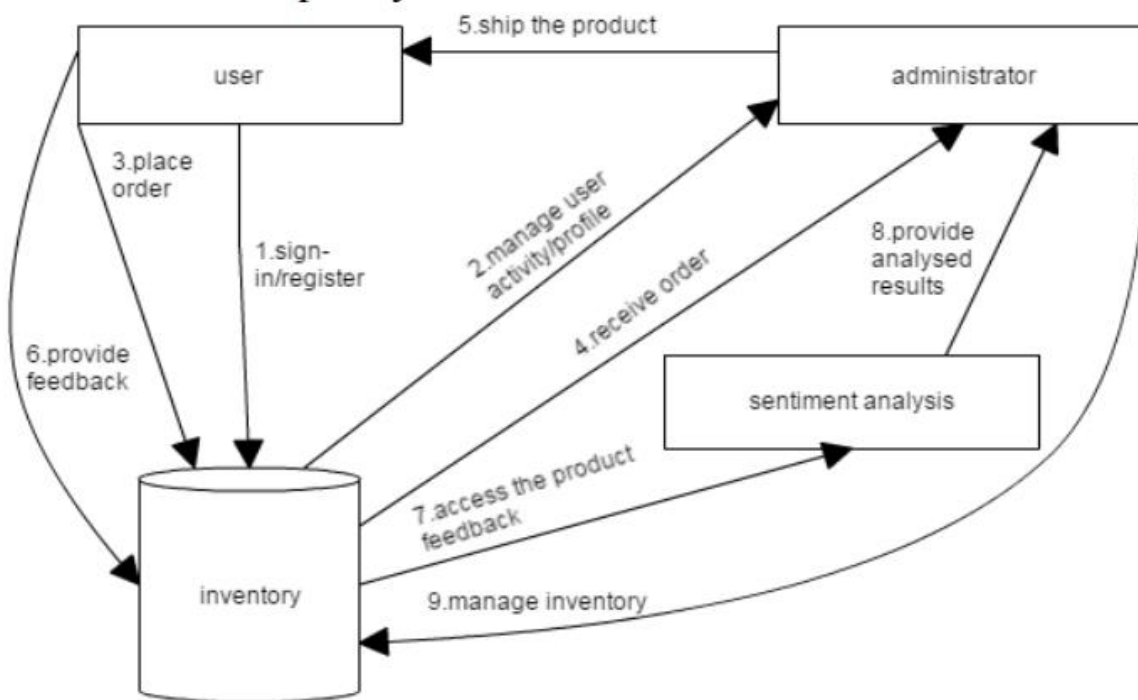 5.ship the product
user
administrator
3.place
order
1.sign-
in/register
2.manage user
activity/profile
4.receive order
8.provide
analysed
results
6.provide
feedback
sentiment analysis
7.access the product
feedback
inventory
9.manage inventory